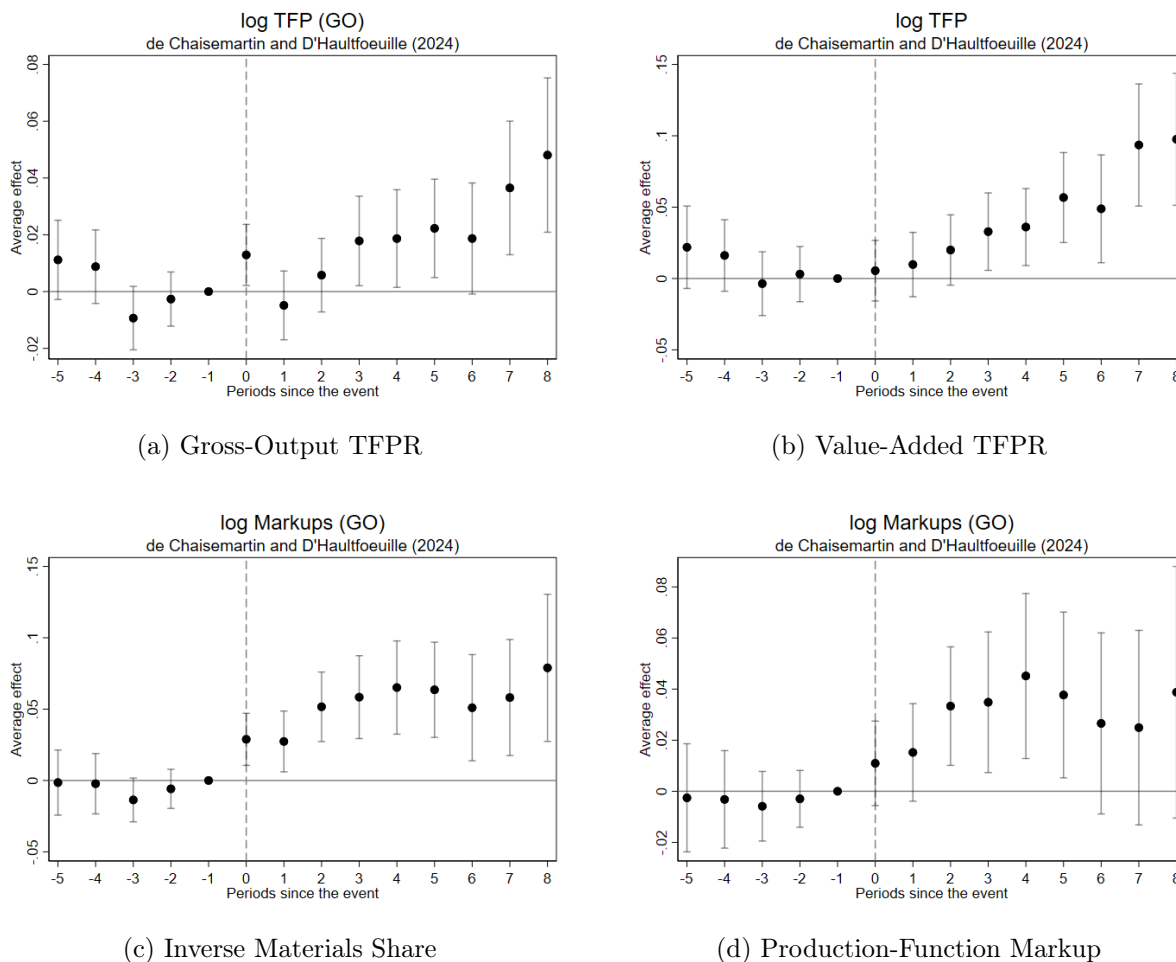 log TFP (GO)
de Chaisemartin and D'Haultfoeuille (2024)
Average effect
.08
.06
.04
.02
0
-.02
-5 -4 -3 -2 -1 0 1 2 3 4 5 6 7 8
Periods since the event
(a) Gross-Output TFPR
log TFP
de Chaisemartin and D'Haultfoeuille (2024)
Average effect
.15
.1
.05
0
-.05
-5 -4 -3 -2 -1 0 1 2 3 4 5 6 7 8
Periods since the event
(b) Value-Added TFPR
log Markups (GO)
de Chaisemartin and D'Haultfoeuille (2024)
Average effect
.15
.1
.05
0
-.05
-5 -4 -3 -2 -1 0 1 2 3 4 5 6 7 8
Periods since the event
(c) Inverse Materials Share
log Markups (GO)
de Chaisemartin and D'Haultfoeuille (2024)
Average effect
.08
.06
.04
.02
0
-.02
-5 -4 -3 -2 -1 0 1 2 3 4 5 6 7 8
Periods since the event
(d) Production-Function Markup